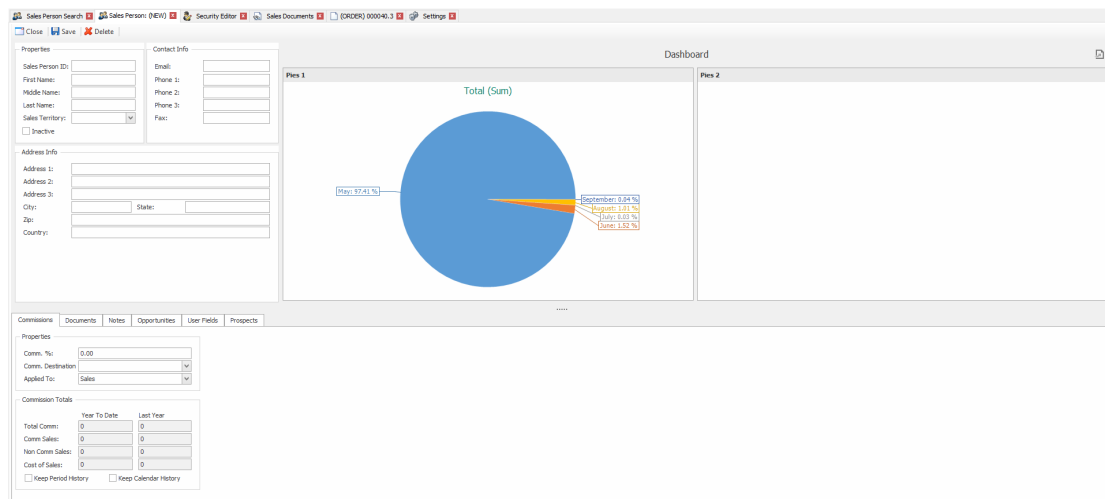 Sales Person Search Sales Person: (NEW) Security Editor Sales Documents (ORDER) 000040.3 Settings
Close Save Delete
Properties
Sales Person ID:
First Name:
Middle Name:
Last Name:
Sales Territory:
Inactive
Contact Info
Email:
Phone 1:
Phone 2:
Phone 3:
Fax:
Address Info
Address 1:
Address 2:
Address 3:
City: State:
Zip:
Country:
Dashboard
Pies 1
Total (Sum)
May: 97.41 %
September: 0.04 %
August: 1.01 %
July: 0.03 %
June: 1.52 %
Pies 2
Commissions Documents Notes Opportunities User Fields Prospects
Properties
Comm. %: 0.00
Comm. Destination
Applied To: Sales
Commission Totals
Year To Date Last Year
Total Comm: 0 0
Comm Sales: 0 0
Non Comm Sales: 0 0
Cost of Sales: 0 0
Keep Period History Keep Calendar History